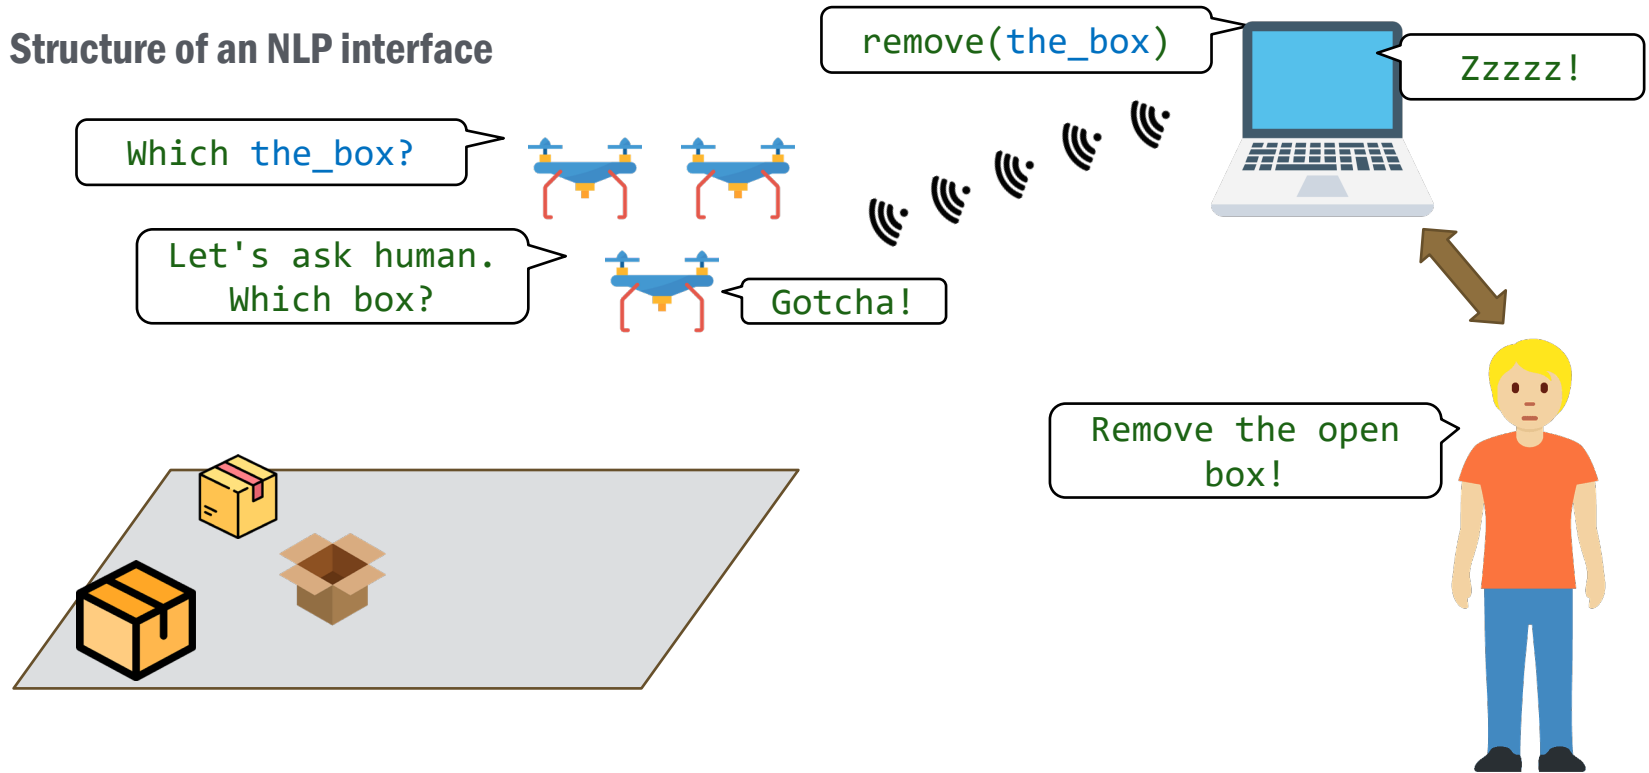 Structure of an NLP interface
remove(the_box)
Zzzzz!
Which the_box?
Let's ask human.
Which box?
Gotcha!
Remove the open
box!